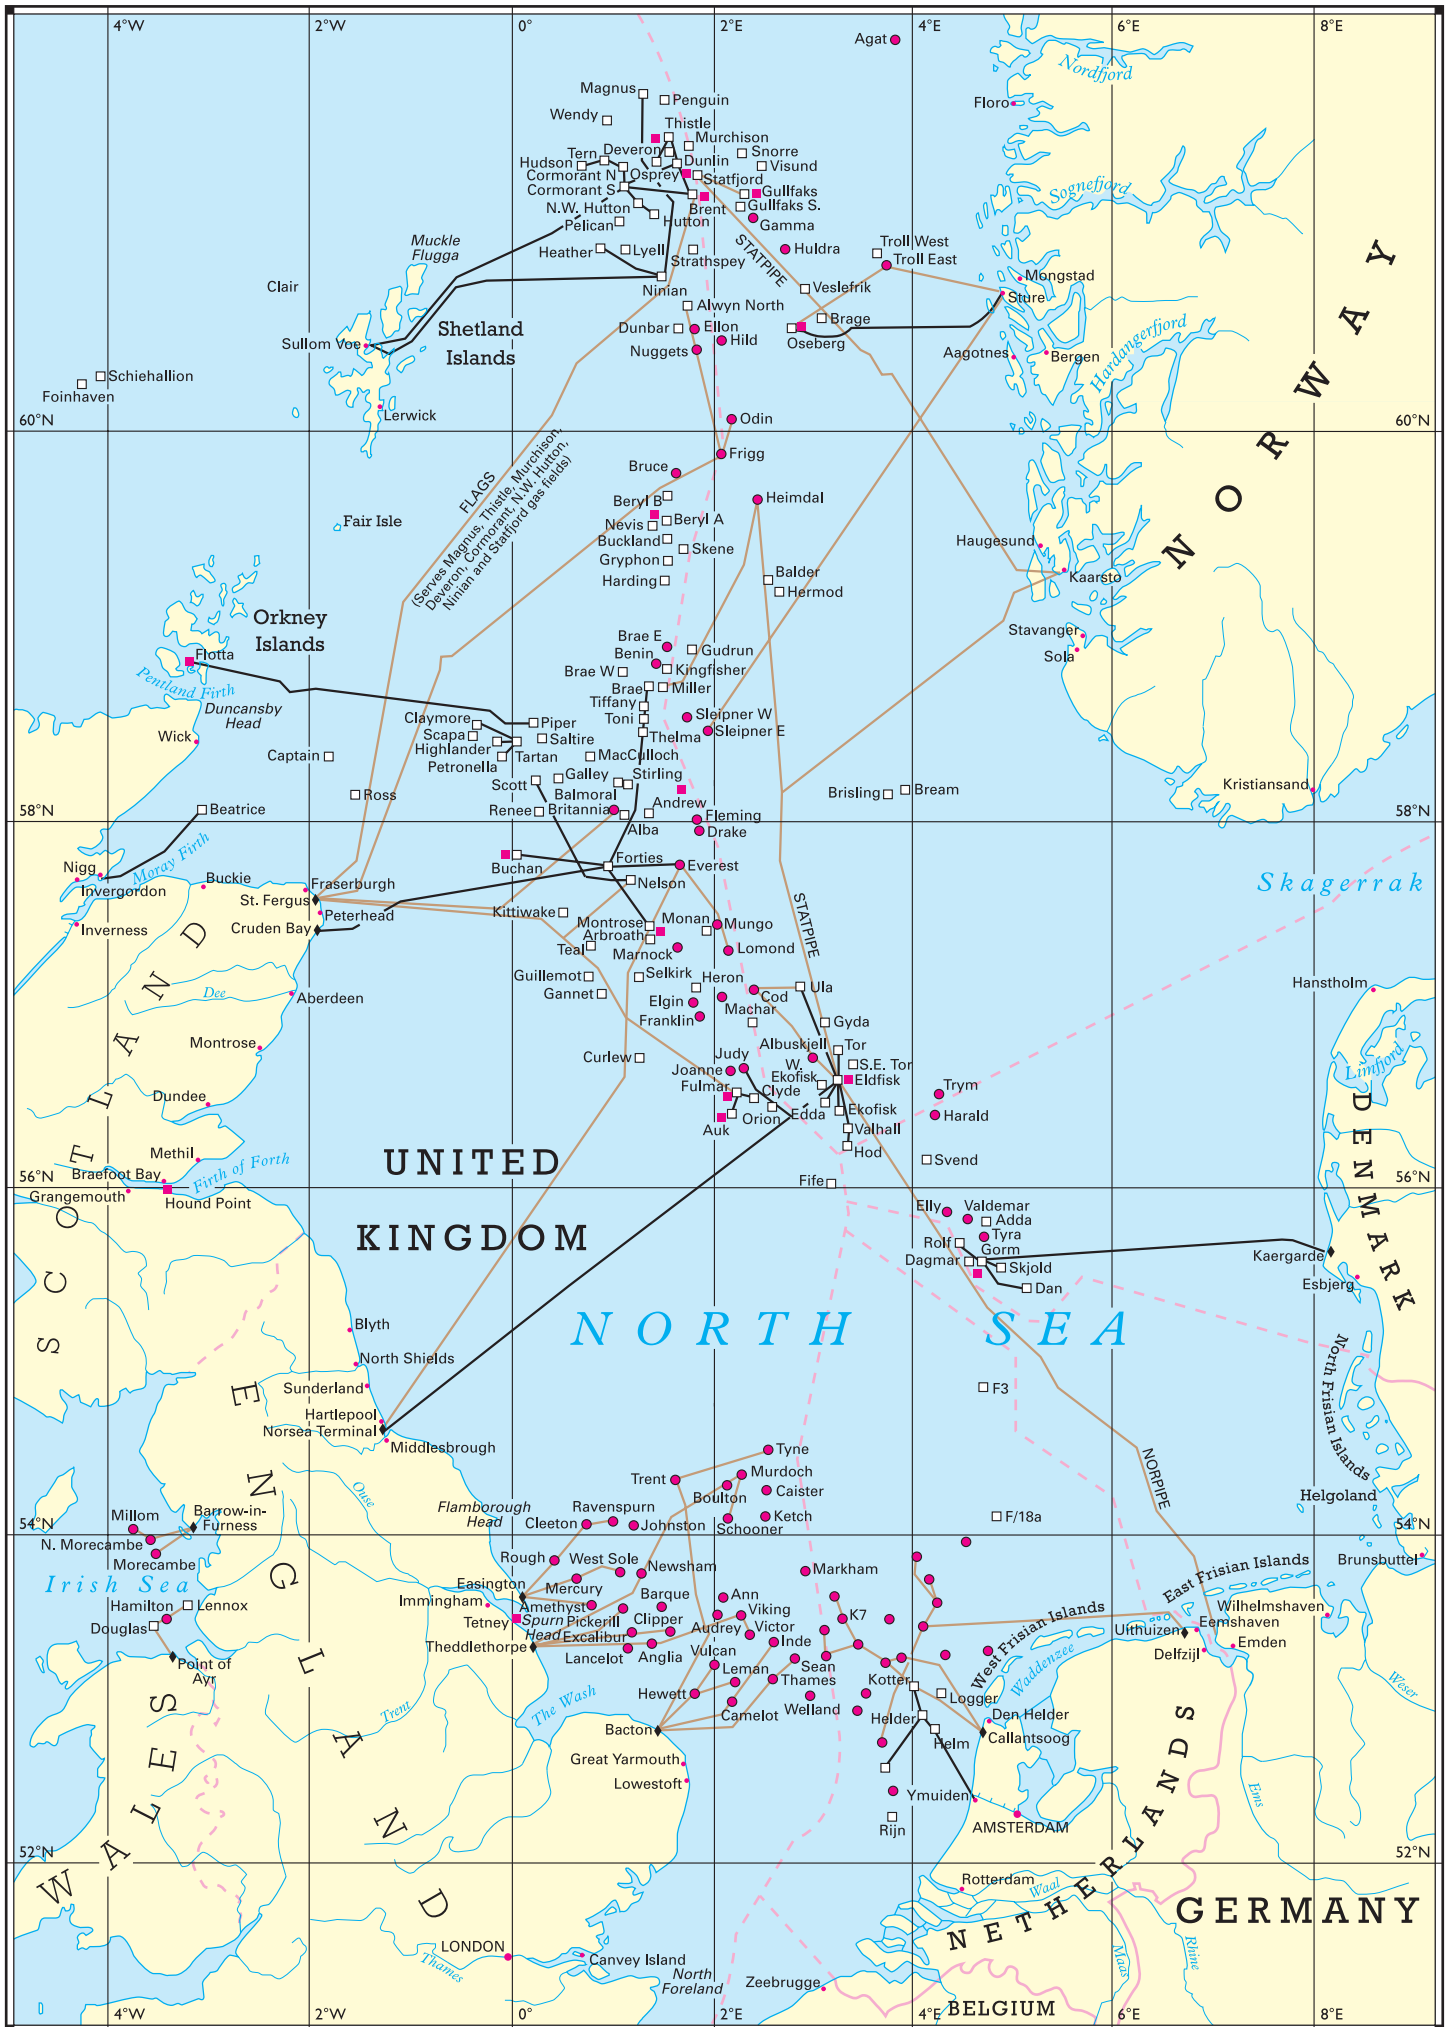 4°W
2°W
0°
2°E
4°E
6°E
8°E
Agat
Nordfjord
Floro
Magnus
Penguin
Wendy
Thistle
Murchison
Deveron
Snorre
Tern
Dunlin
Visund
Hudson
Cormorant N
Osprey
Statfjord
Cormorant S
Gullfaks
Sognefjord
N.W. Hutton
Brent
Gullfaks S.
Pelican
Hutton
Gamma
Muckle
Flugga
Heather
Lyell
Strathspey
STATPIPE
Huldra
Troll West
Troll East
Mongstad
Clair
Ninian
Veslefrik
Sture
Alwyn North
Shetland
Islands
Dunbar
Ellon
Hild
Brage
Oseberg
Sullom Voe
Nuggets
Aagotnes
Bergen
Hardangerfjord
NORWAY
Schiehallion
Foinhaven
Lerwick
60°N
60°N
Odin
Frigg
FLAGS
(Serves Magnus, Thistle, Murchison,
Deveron, Cormorant, N.W. Hutton,
Ninian and Statfjord gas fields)
Bruce
Heimdal
Beryl B
Fair Isle
Nevis
Beryl A
Buckland
Skene
Haugesund
Gryphon
Harding
Balder
Hermod
Kaarsto
Orkney
Islands
Flotta
Brae E
Gudrun
Stavanger
Benin
Kingfisher
Sola
Pentland Firth
Brae W
Brae
Miller
Duncansby
Head
Tiffany
Claymore
Piper
Toni
Sleipner W
Wick
Scapa
Saltire
Thelma
Sleipner E
Highlander
Tartan
MacCulloch
Captain
Petronella
Galley
Stirling
Scott
Balmoral
Kristiansand
Ross
Andrew
Brisling
Bream
Beatrice
Renee
Britannia
Fleming
58°N
58°N
Alba
Drake
Moray Firth
Forties
Everest
Nigg
Buchan
Skagerrak
Invergordon
Buckie
Fraserburgh
Nelson
St. Fergus
Peterhead
Kittiwake
Montrose
Monan
Mungo
Inverness
Cruden Bay
Arbroath
STATPIPE
Teal
Marnock
Lomond
Guillemot
Selkirk
Heron
Ula
Hanstholm
Dee
Aberdeen
Gannet
Cod
Elgin
Machar
Franklin
Gyda
Montrose
Curlew
Albuskjell
Tor
Limfjord
Judy
W.
Ekofisk
S.E. Tor
Joanne
Eldfisk
Fulmar
Clyde
Trym
Dundee
Orion
Edda
Ekofisk
Harald
Auk
Valhall
SCOTLAND
Methil
Hod
Svend
Braefoot Bay
Firth of Forth
UNITED
KINGDOM
Grangemouth
Hound Point
Fife
56°N
56°N
Elly
Valdemar
Adda
Tyra
Rolf
Gorm
Dagmar
Skjold
Kaergarde
Dan
Esbjerg
DENMARK
Blyth
NORTH SEA
North Shields
North Frisian Islands
Sunderland
F3
Hartlepool
Norsea Terminal
Middlesbrough
Tyne
NORPIPE
Trent
Murdoch
Boulton
Caister
Ouse
Flamborough
Head
Ravenspurn
Helgoland
Millom
Barrow-in-
Furness
Cleeton
Johnston
Schooner
Ketch
F/18a
54°N
54°N
N. Morecambe
Morecambe
Rough
West Sole
Newsham
Markham
Brunsbuttel
Irish Sea
Easington
Mercury
East Frisian Islands
Hamilton
Lennox
Immingham
Amethyst
Barque
Ann
Wilhelmshaven
Douglas
Tetney
Spurn
Head
Pickerill
Clipper
Viking
K7
West Frisian Islands
Eemshaven
Excalibur
Audrey
Victor
Uithuizen
Emden
Theddlethorpe
Lancelot
Anglia
Inde
Waddenzee
Delfzijl
Point of
Ayr
Vulcan
Sean
Leman
Thames
Kotter
Weser
Hewett
Welland
Logger
The Wash
Camelot
Helder
Den Helder
Trent
Bacton
Helm
Callantsoog
Great Yarmouth
Lowestoft
Ymuiden
Ems
Rijn
AMSTERDAM
ENGLAND
WALES
NETHERLANDS
52°N
52°N
Rotterdam
Waal
GERMANY
LONDON
Thames
Canvey Island
Maas
Rhine
North
Foreland
Zeebrugge
BELGIUM
4°W
2°W
0°
2°E
4°E
6°E
8°E